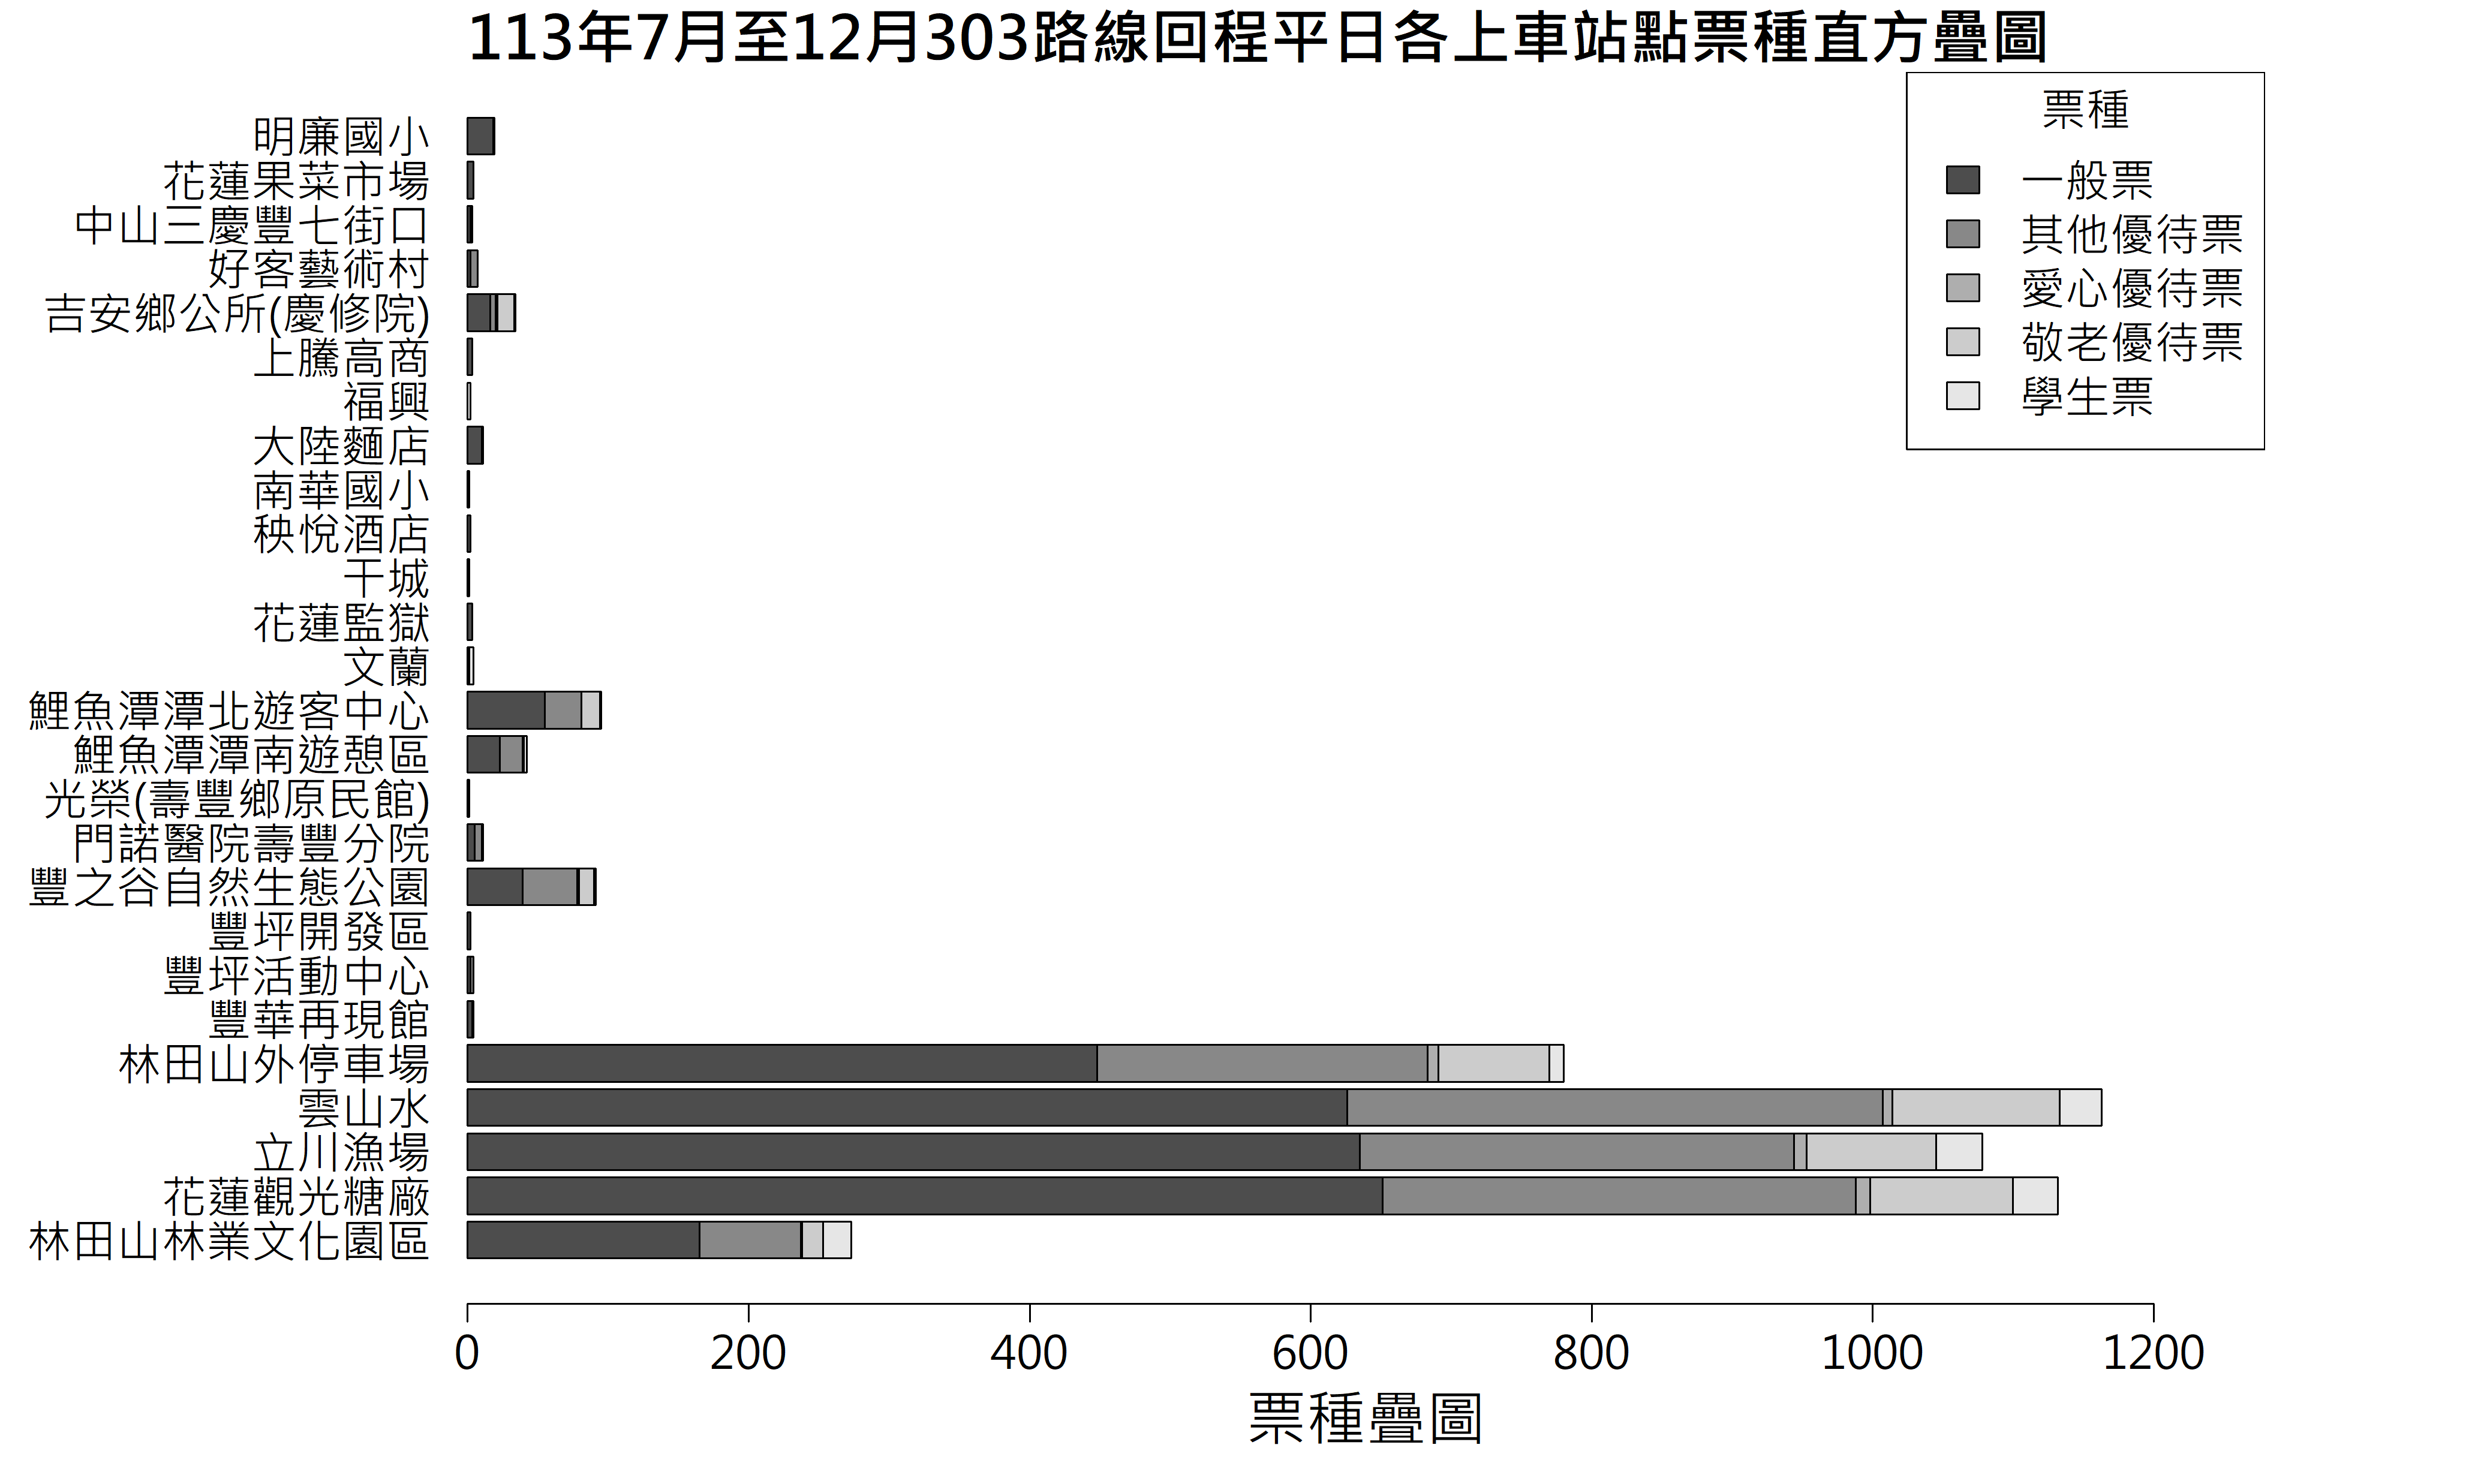 113年7月至12月303路線回程平日各上車站點票種直方疊圖
票種
一般票
其他優待票
愛心優待票
敬老優待票
學生票
明廉國小
花蓮果菜市場
中山三慶豐七街口
好客藝術村
吉安鄉公所(慶修院)
上騰高商
福興
大陸麵店
南華國小
秧悅酒店
干城
花蓮監獄
文蘭
鯉魚潭潭北遊客中心
鯉魚潭潭南遊憩區
光榮(壽豐鄉原民館)
門諾醫院壽豐分院
豐之谷自然生態公園
豐坪開發區
豐坪活動中心
豐華再現館
林田山外停車場
雲山水
立川漁場
花蓮觀光糖廠
林田山林業文化園區
0 200 400 600 800 1000 1200
票種疊圖